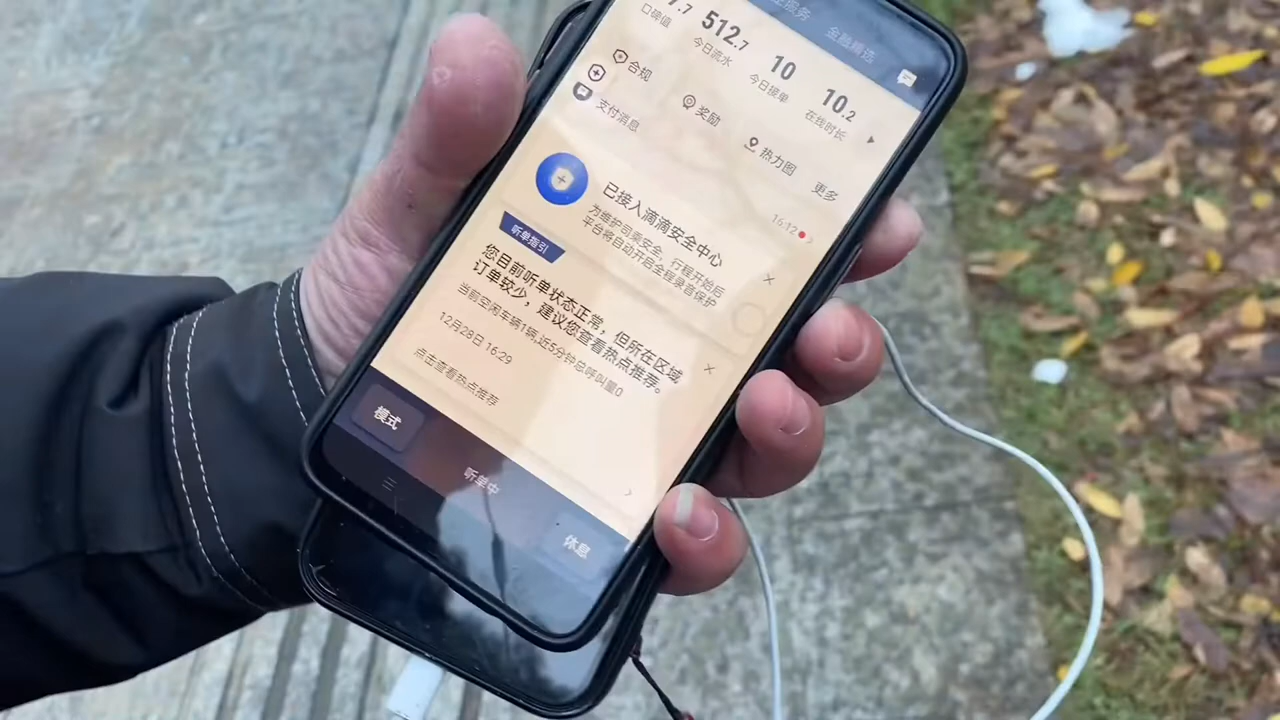 金融精选
7.7 512.7 10 10.2
口碑值 今日流水 今日接单 在线时长
合规 奖励 热力图 更多
支付消息
16:12
已接入滴滴安全中心
为维护司乘安全，行程开始后
平台将自动开启全程录音保护
听单指引
您目前听单状态正常，但所在区域
订单较少，建议您查看热点推荐。
当前空闲车辆1辆,近5分钟总呼叫量0
12月28日 16:29
点击查看热点推荐
模式 听单中 休息